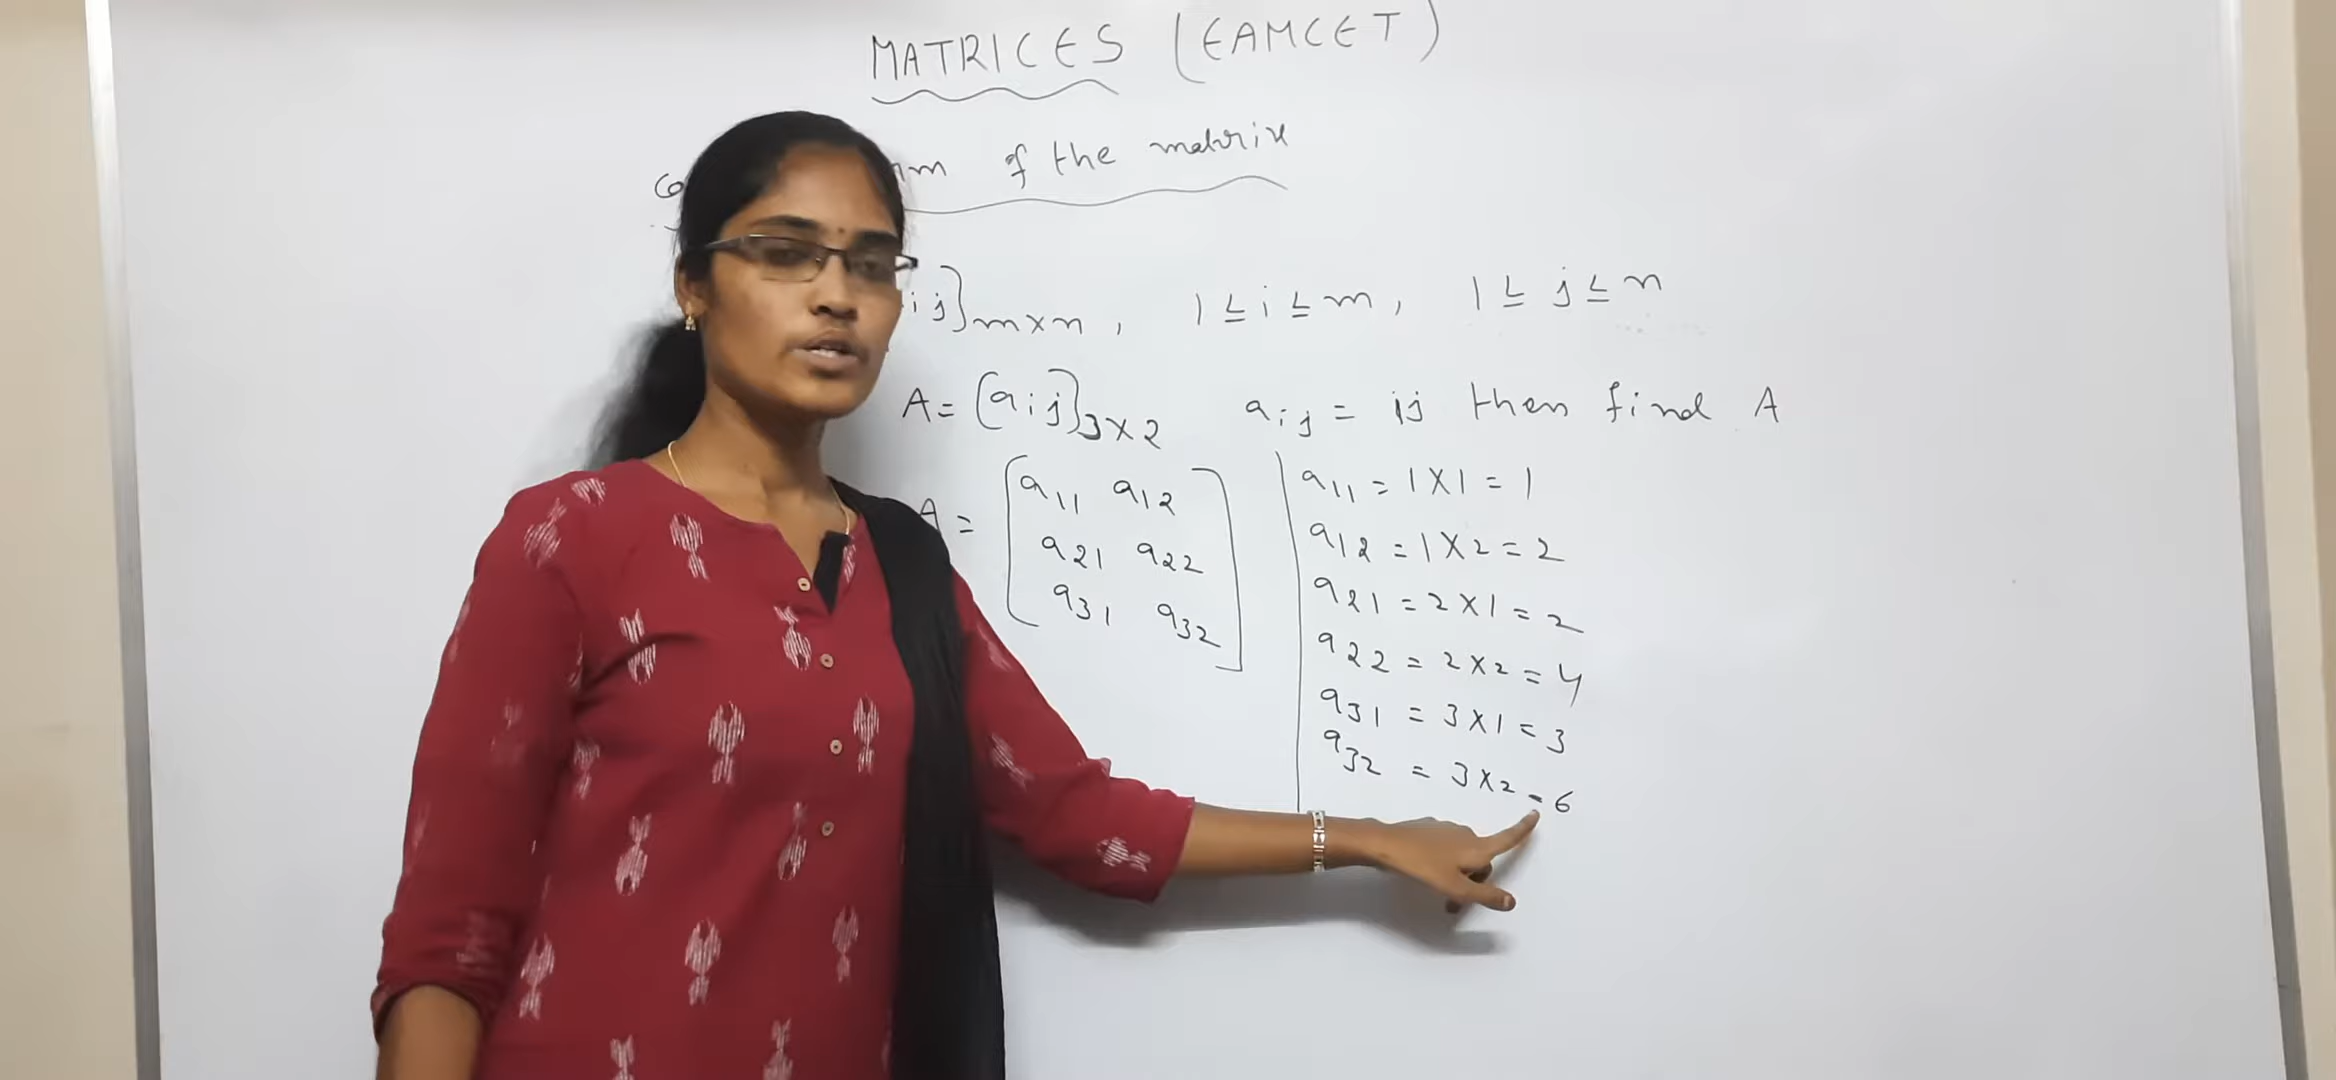 MATRICES (EAMCET)
of the matrix
ij]m×n, 1 ≤ i ≤ m, 1 ≤ j ≤ n
A = [aij]3×2 aij = ij then find A
A = [a11 a12
a21 a22
a31 a32]
a11 = 1×1 = 1
a12 = 1×2 = 2
a21 = 2×1 = 2
a22 = 2×2 = 4
a31 = 3×1 = 3
a32 = 3×2 = 6